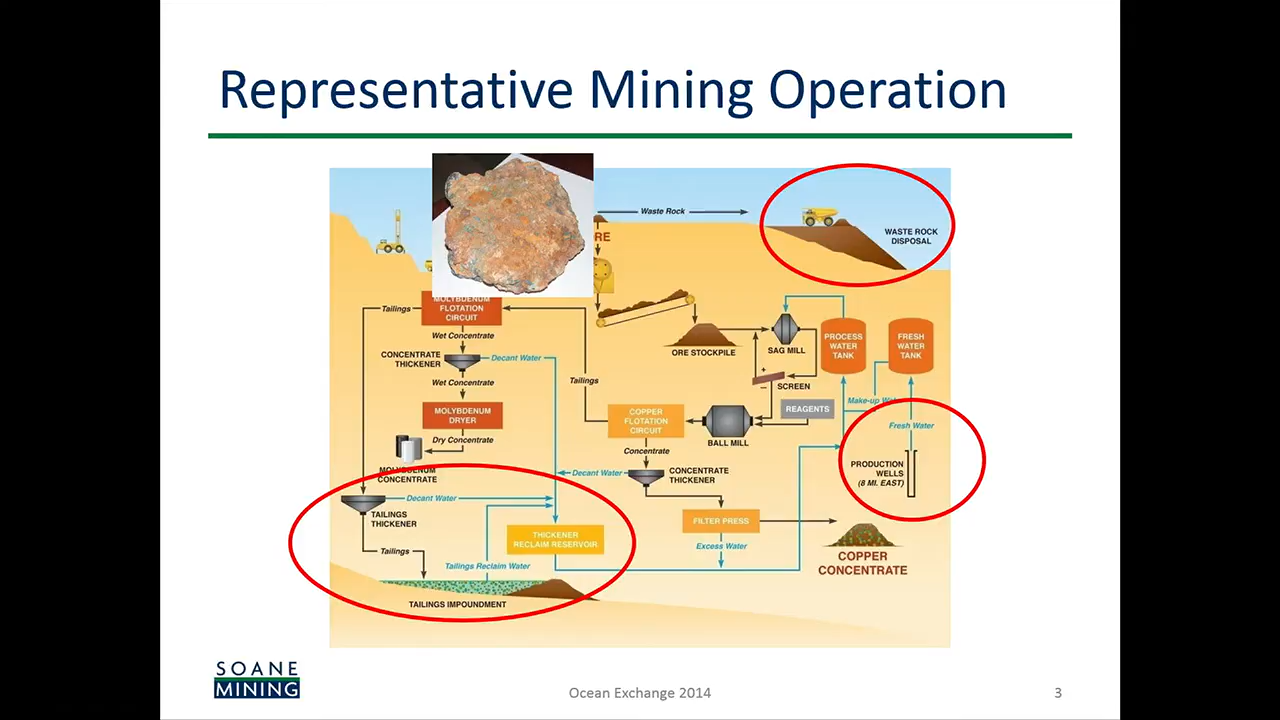 Representative Mining Operation
Waste Rock
WASTE ROCK
DISPOSAL
MOLYBDENUM
FLOTATION
CIRCUIT
Tailings
Wet Concentrate
CONCENTRATE
THICKENER
Decant Water
Wet Concentrate
MOLYBDENUM
DRYER
Dry Concentrate
MOLYBDENUM
CONCENTRATE
Tailings
ORE STOCKPILE
SAG MILL
PROCESS
WATER
TANK
FRESH
WATER
TANK
+
–
SCREEN
REAGENTS
BALL MILL
COPPER
FLOTATION
CIRCUIT
Concentrate
Fresh Water
PRODUCTION
WELLS
(8 MI. EAST)
Decant Water
CONCENTRATE
THICKENER
Decant Water
TAILINGS
THICKENER
Tailings
THICKENER
RECLAIM RESERVOIR
Tailings Reclaim Water
TAILINGS IMPOUNDMENT
FILTER PRESS
Excess Water
COPPER
CONCENTRATE
SOANE
MINING
Ocean Exchange 2014
3